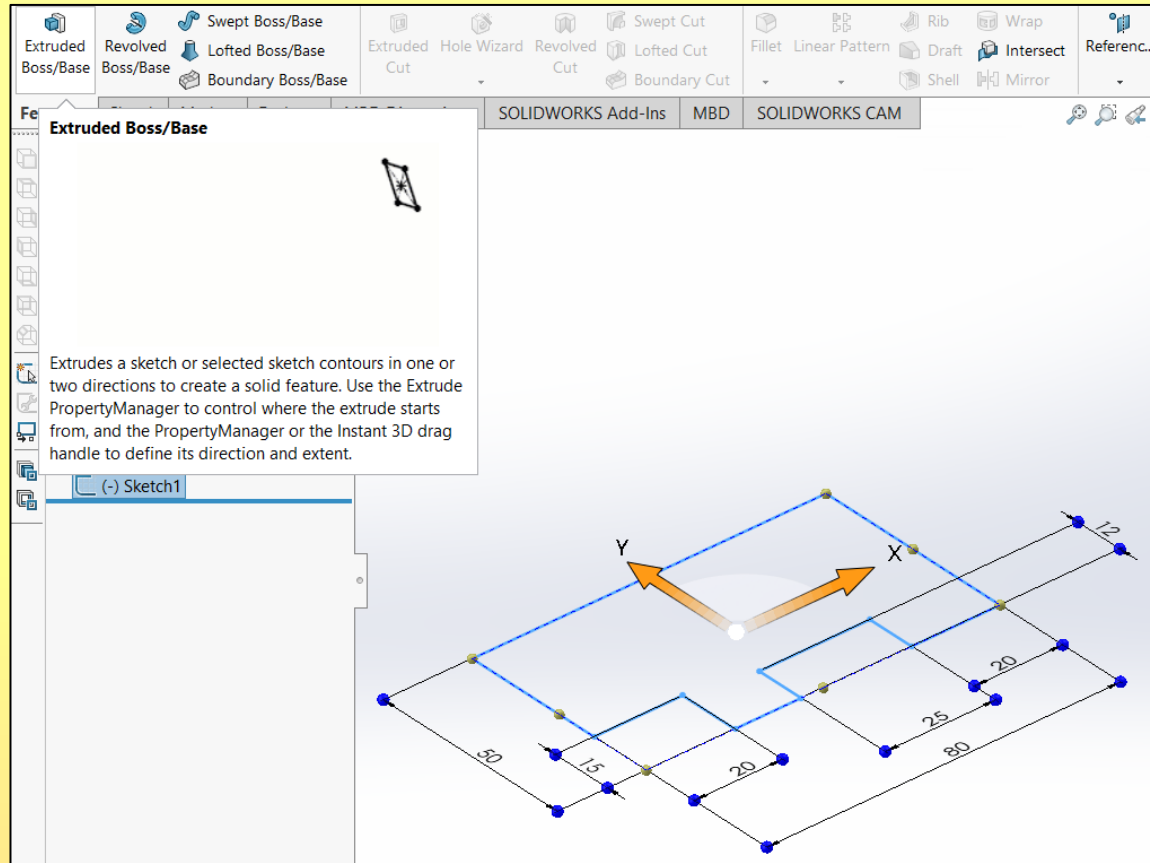 Extruded
Boss/Base
Revolved
Boss/Base
Swept Boss/Base
Lofted Boss/Base
Boundary Boss/Base
Extruded
Cut
Hole Wizard
Revolved
Cut
Swept Cut
Lofted Cut
Boundary Cut
Fillet
Linear Pattern
Rib
Draft
Shell
Wrap
Intersect
Mirror
Referenc...
SOLIDWORKS Add-Ins
MBD
SOLIDWORKS CAM
Extruded Boss/Base
Extrudes a sketch or selected sketch contours in one or
two directions to create a solid feature. Use the Extrude
PropertyManager to control where the extrude starts
from, and the PropertyManager or the Instant 3D drag
handle to define its direction and extent.
(-) Sketch1
Y
X
12
20
25
80
50
15
20